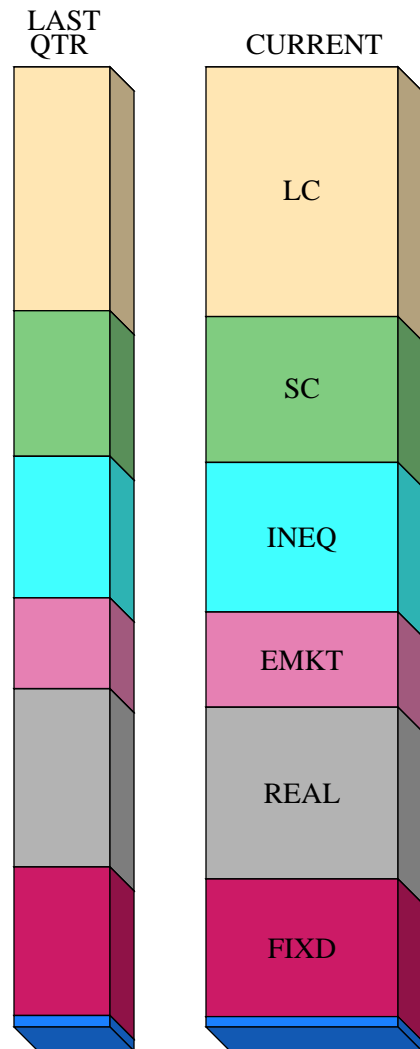 LAST
QTR
CURRENT
LC
SC
INEQ
EMKT
REAL
FIXD